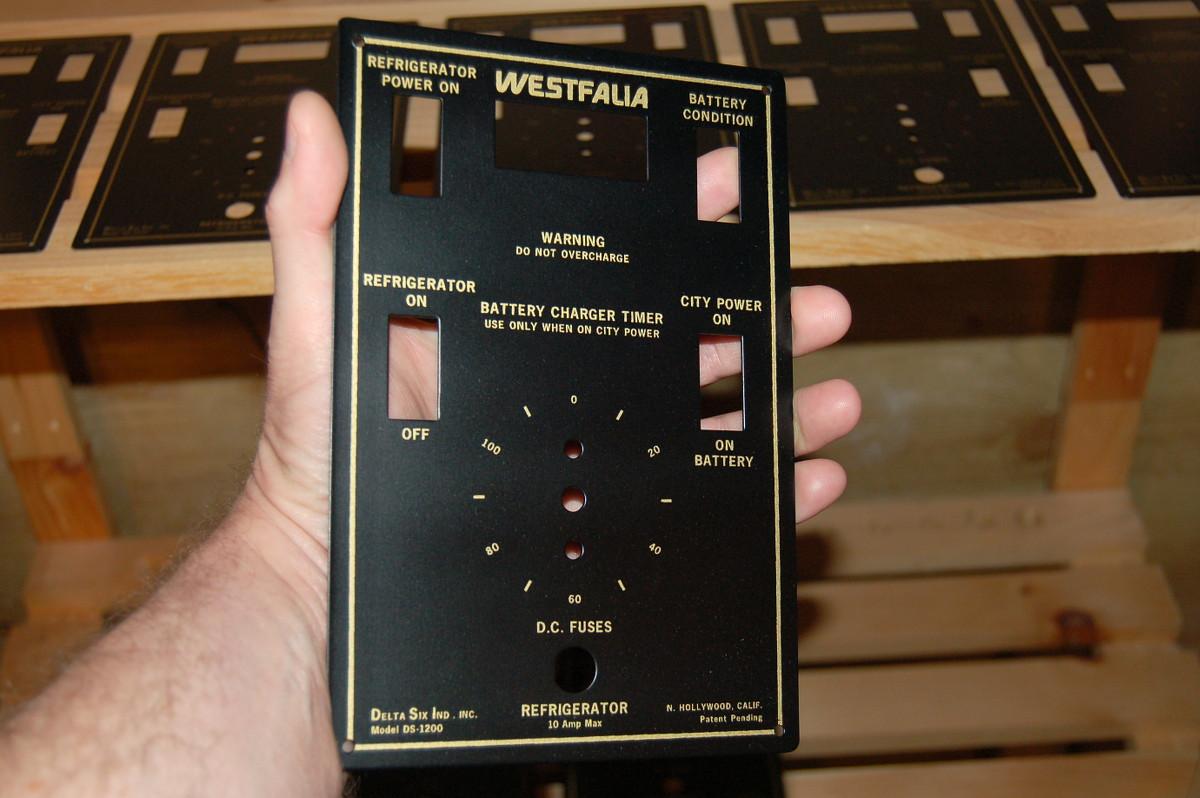 REFRIGERATOR
POWER ON
WESTFALIA
BATTERY
CONDITION
WARNING
DO NOT OVERCHARGE
REFRIGERATOR
ON
OFF
BATTERY CHARGER TIMER
USE ONLY WHEN ON CITY POWER
CITY POWER
ON
ON
BATTERY
0
100
20
80
40
60
D.C. FUSES
REFRIGERATOR
10 Amp Max
DELTA SIX IND. INC.
Model DS-1200
N. HOLLYWOOD, CALIF.
Patent Pending